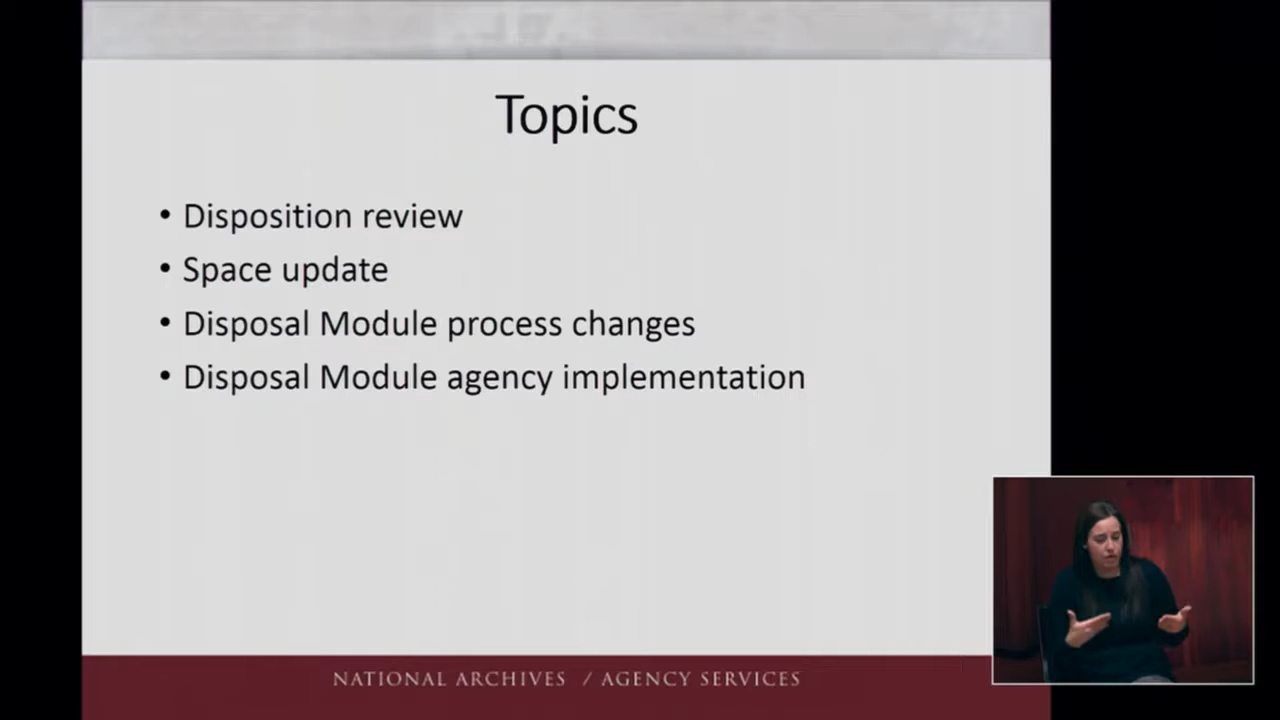 Topics
• Disposition review
• Space update
• Disposal Module process changes
• Disposal Module agency implementation
NATIONAL ARCHIVES / AGENCY SERVICES